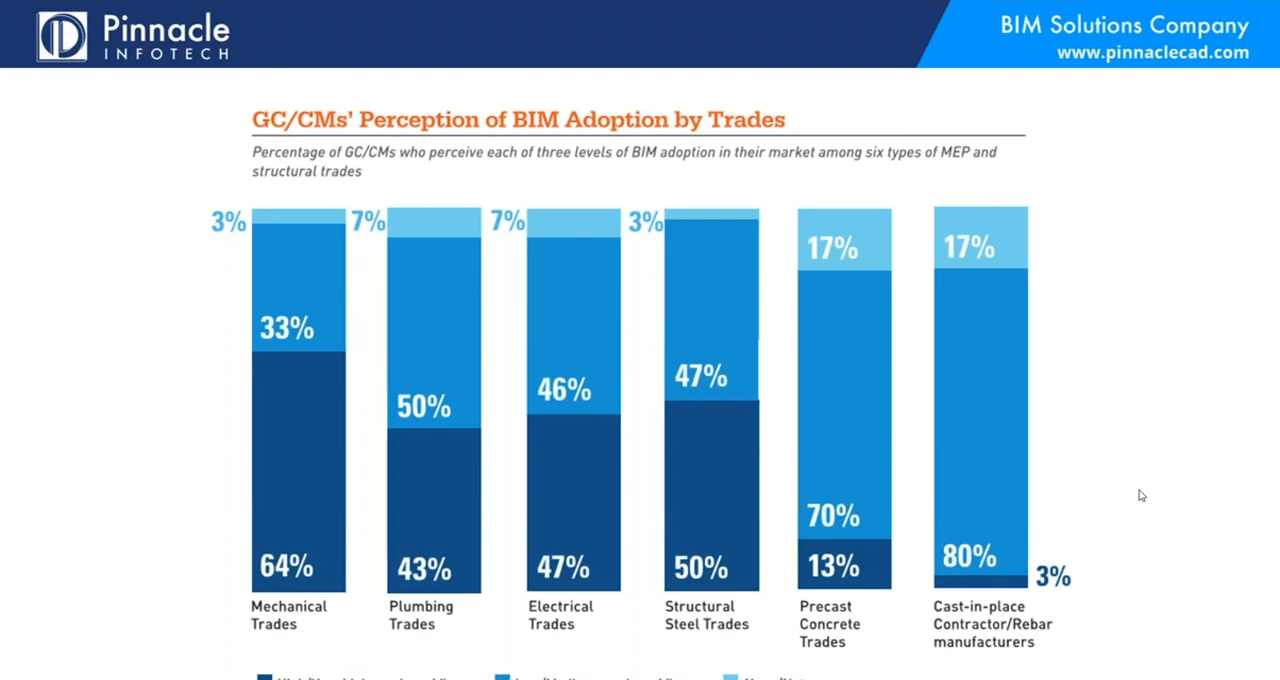 Pinnacle
INFOTECH
BIM Solutions Company
www.pinnaclecad.com
GC/CMs' Perception of BIM Adoption by Trades
Percentage of GC/CMs who perceive each of three levels of BIM adoption in their market among six types of MEP and
structural trades
3%
7%
7%
3%
17%
17%
33%
50%
46%
47%
70%
80%
64%
43%
47%
50%
13%
3%
Mechanical
Trades
Plumbing
Trades
Electrical
Trades
Structural
Steel Trades
Precast
Concrete
Trades
Cast-in-place
Contractor/Rebar
manufacturers